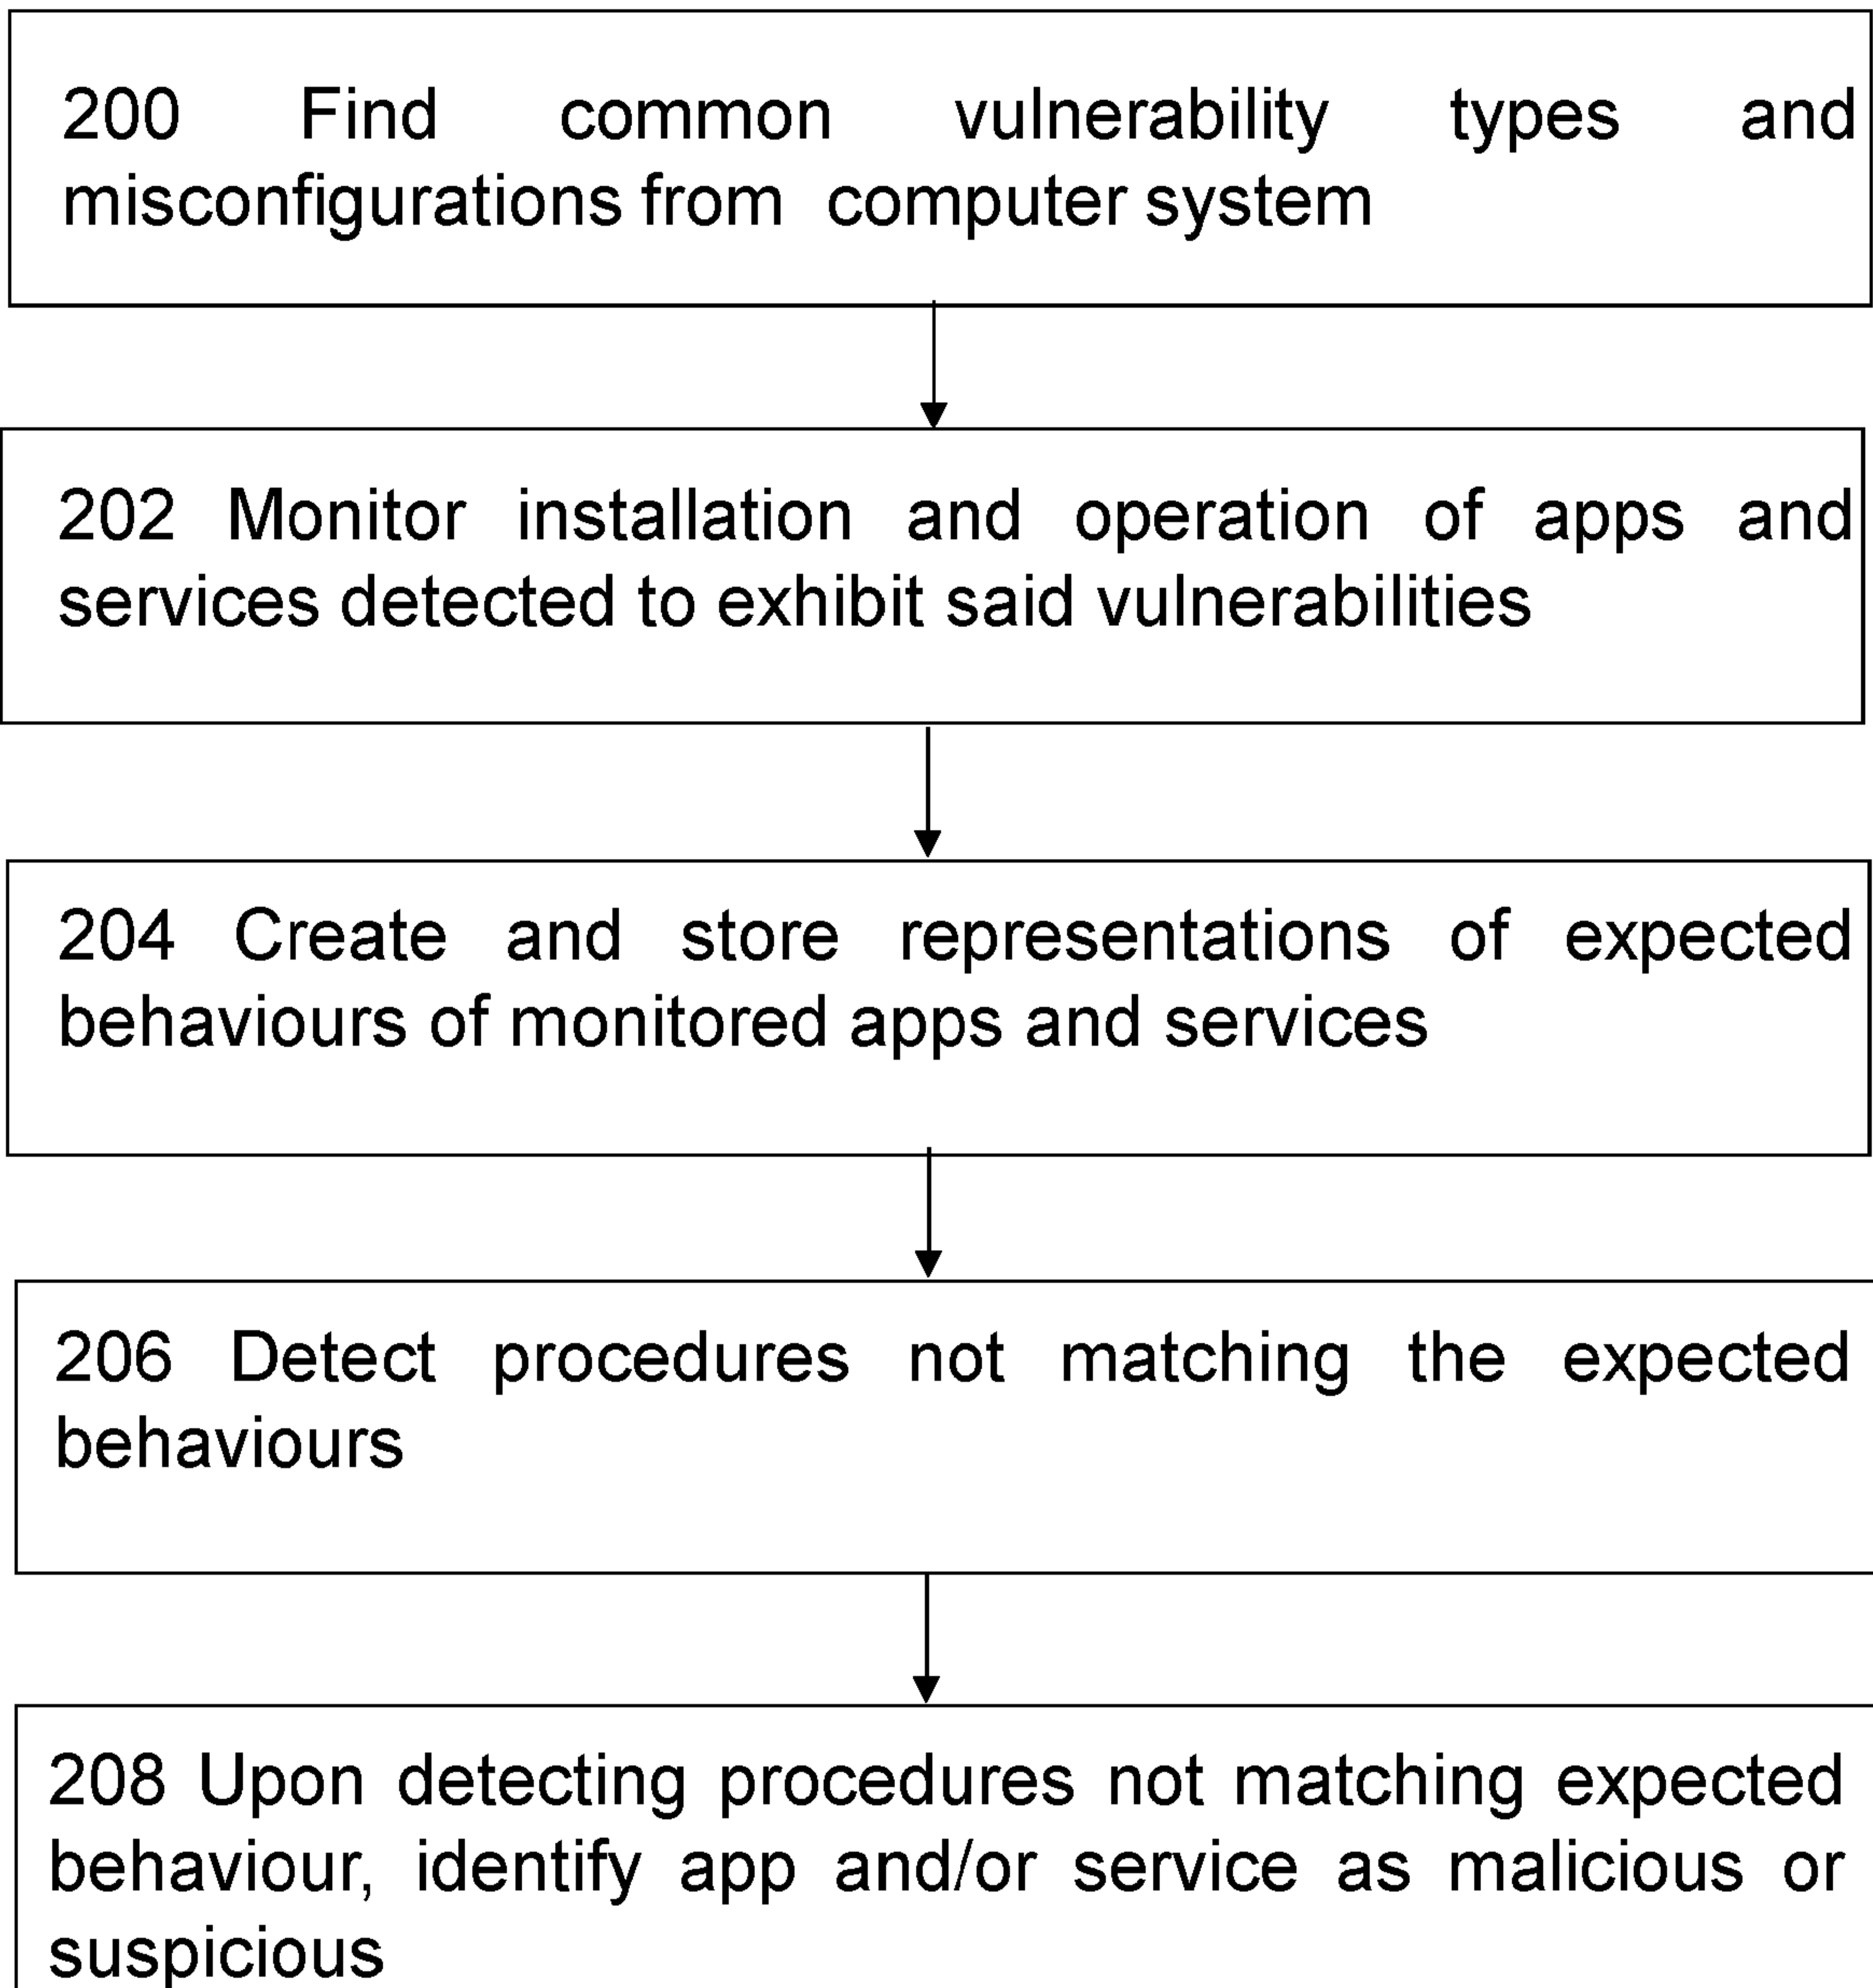 200 Find common vulnerability types and
misconfigurations from computer system
202 Monitor installation and operation of apps and
services detected to exhibit said vulnerabilities
204 Create and store representations of expected
behaviours of monitored apps and services
206 Detect procedures not matching the expected
behaviours
208 Upon detecting procedures not matching expected
behaviour, identify app and/or service as malicious or
suspicious